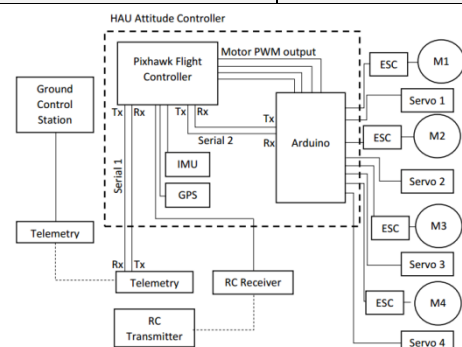 HAU Attitude Controller
Pixhawk Flight
Controller
Motor PWM output
ESC
M1
Ground
Control
Station
Servo 1
Tx Rx
Tx Rx
Tx
ESC
M2
Serial 2
Rx
Arduino
Serial 1
IMU
Servo 2
GPS
Telemetry
ESC
M3
Servo 3
Rx Tx
Telemetry
RC Receiver
ESC
M4
RC
Transmitter
Servo 4